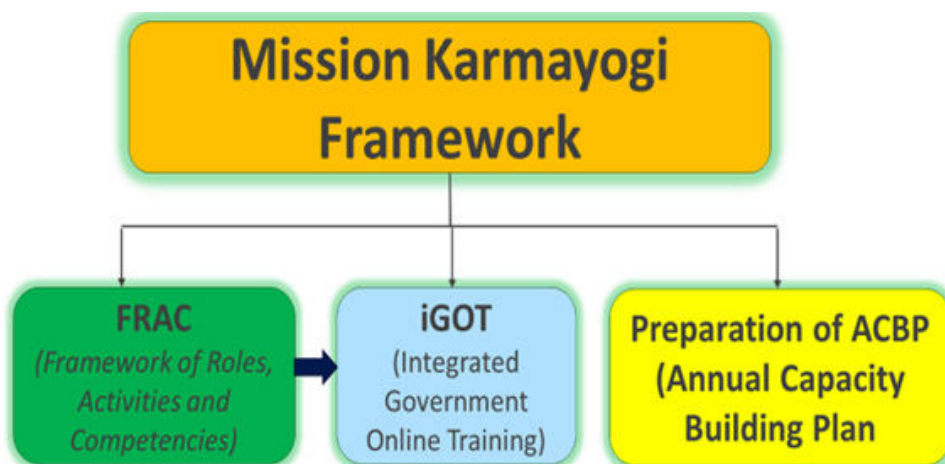 Mission Karmayogi
Framework
FRAC
(Framework of Roles,
Activities and
Competencies)
iGOT
(Integrated
Government
Online Training)
Preparation of ACBP
(Annual Capacity
Building Plan